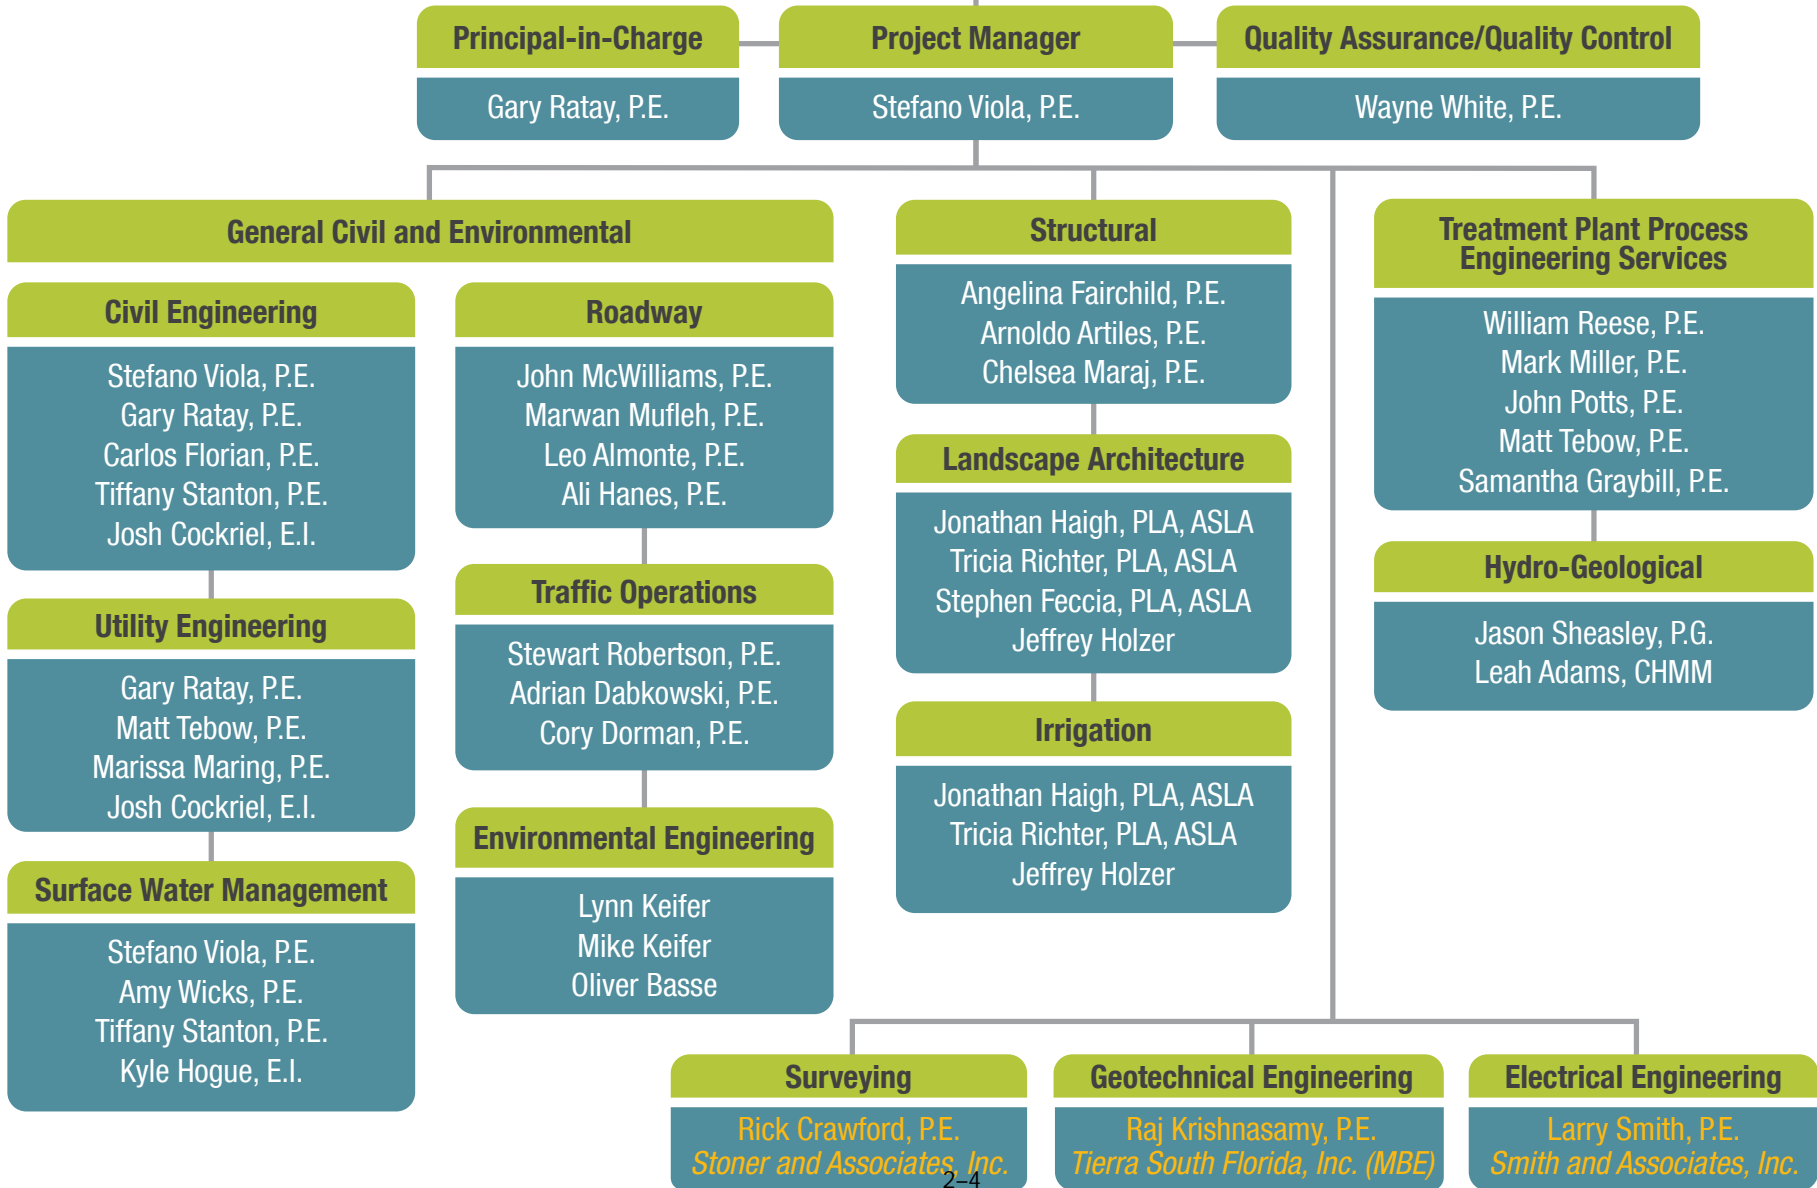 Principal-in-Charge
Gary Ratay, P.E.
Project Manager
Stefano Viola, P.E.
Quality Assurance/Quality Control
Wayne White, P.E.
General Civil and Environmental
Civil Engineering
Stefano Viola, P.E.
Gary Ratay, P.E.
Carlos Florian, P.E.
Tiffany Stanton, P.E.
Josh Cockriel, E.I.
Utility Engineering
Gary Ratay, P.E.
Matt Tebow, P.E.
Marissa Maring, P.E.
Josh Cockriel, E.I.
Surface Water Management
Stefano Viola, P.E.
Amy Wicks, P.E.
Tiffany Stanton, P.E.
Kyle Hogue, E.I.
Roadway
John McWilliams, P.E.
Marwan Mufleh, P.E.
Leo Almonte, P.E.
Ali Hanes, P.E.
Traffic Operations
Stewart Robertson, P.E.
Adrian Dabkowski, P.E.
Cory Dorman, P.E.
Environmental Engineering
Lynn Keifer
Mike Keifer
Oliver Basse
Structural
Angelina Fairchild, P.E.
Arnoldo Artiles, P.E.
Chelsea Maraj, P.E.
Landscape Architecture
Jonathan Haigh, PLA, ASLA
Tricia Richter, PLA, ASLA
Stephen Feccia, PLA, ASLA
Jeffrey Holzer
Irrigation
Jonathan Haigh, PLA, ASLA
Tricia Richter, PLA, ASLA
Jeffrey Holzer
Treatment Plant Process
Engineering Services
William Reese, P.E.
Mark Miller, P.E.
John Potts, P.E.
Matt Tebow, P.E.
Samantha Graybill, P.E.
Hydro-Geological
Jason Sheasley, P.G.
Leah Adams, CHMM
Surveying
Rick Crawford, P.E.
Stoner and Associates, Inc.
Geotechnical Engineering
Raj Krishnasamy, P.E.
Tierra South Florida, Inc. (MBE)
Electrical Engineering
Larry Smith, P.E.
Smith and Associates, Inc.
2–4